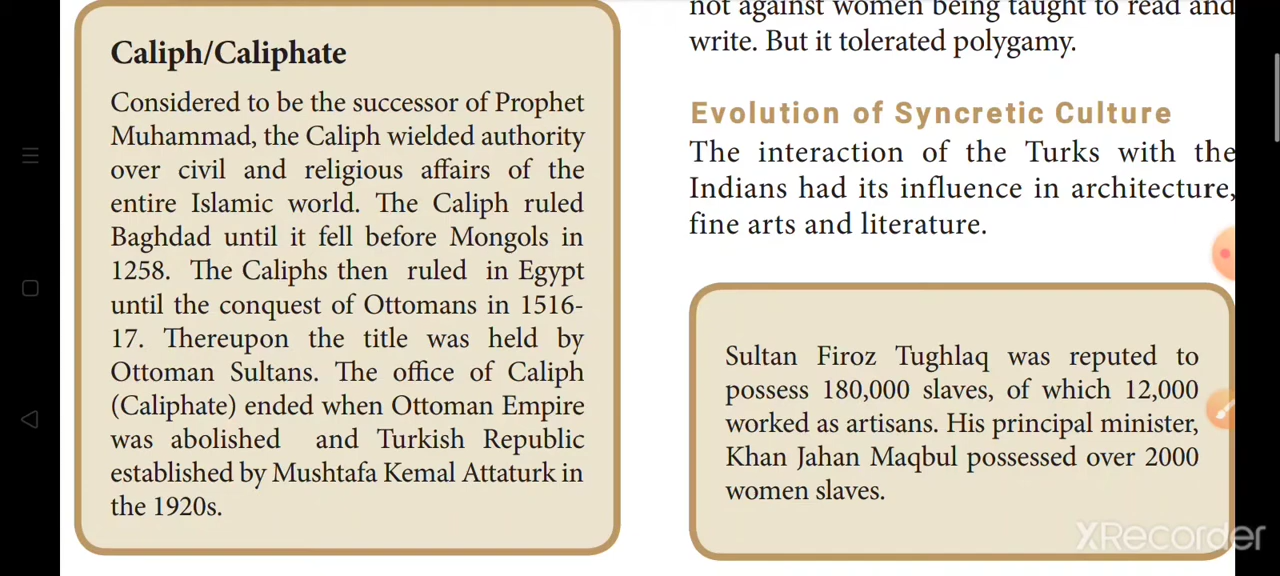 Caliph/Caliphate
Considered to be the successor of Prophet
Muhammad, the Caliph wielded authority
over civil and religious affairs of the
entire Islamic world. The Caliph ruled
Baghdad until it fell before Mongols in
1258. The Caliphs then ruled in Egypt
until the conquest of Ottomans in 1516-
17. Thereupon the title was held by
Ottoman Sultans. The office of Caliph
(Caliphate) ended when Ottoman Empire
was abolished and Turkish Republic
established by Mushtafa Kemal Attaturk in
the 1920s.
not against women being taught to read and
write. But it tolerated polygamy.
Evolution of Syncretic Culture
The interaction of the Turks with the
Indians had its influence in architecture,
fine arts and literature.
Sultan Firoz Tughlaq was reputed to
possess 180,000 slaves, of which 12,000
worked as artisans. His principal minister,
Khan Jahan Maqbul possessed over 2000
women slaves.
XRecorder